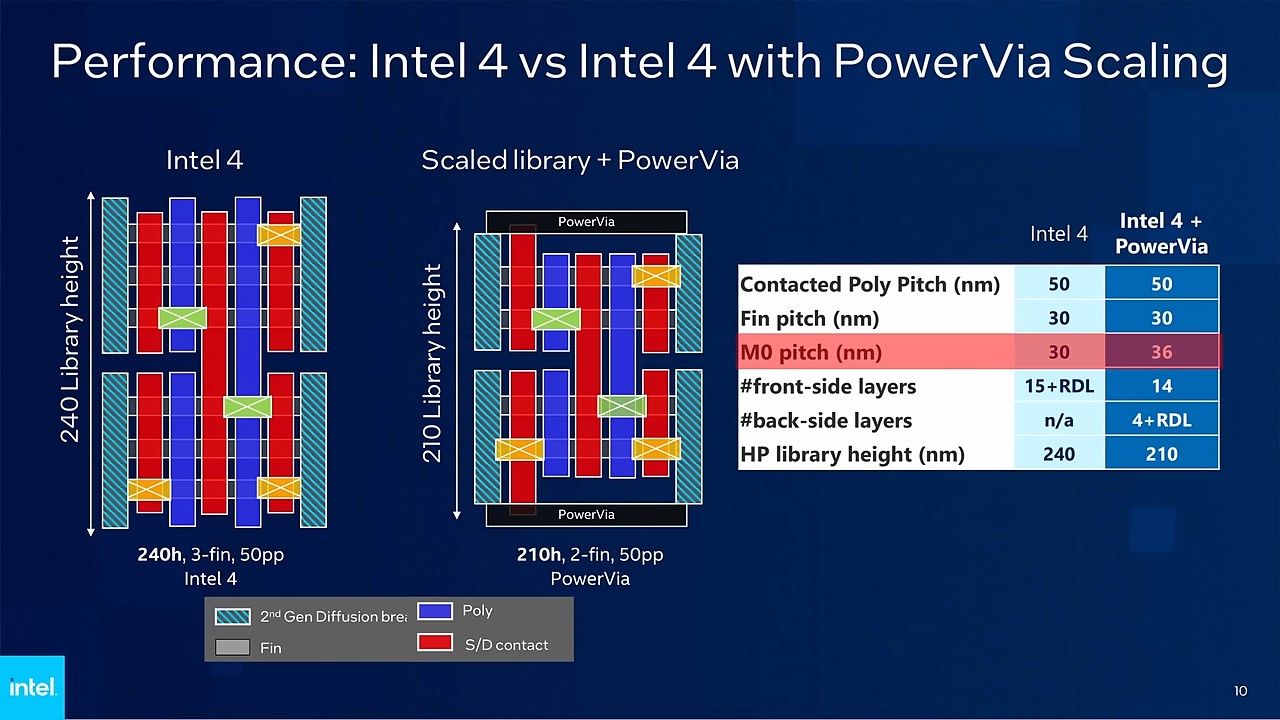 Performance: Intel 4 vs Intel 4 with PowerVia Scaling
Intel 4
240 Library height
240h, 3-fin, 50pp
Intel 4
Scaled library + PowerVia
210 Library height
PowerVia
PowerVia
210h, 2-fin, 50pp
PowerVia
Intel 4
Intel 4 +
PowerVia
Contacted Poly Pitch (nm) 50 50
Fin pitch (nm) 30 30
M0 pitch (nm) 30 36
#front-side layers 15+RDL 14
#back-side layers n/a 4+RDL
HP library height (nm) 240 210
2nd Gen Diffusion brea
Poly
Fin
S/D contact
intel.
10